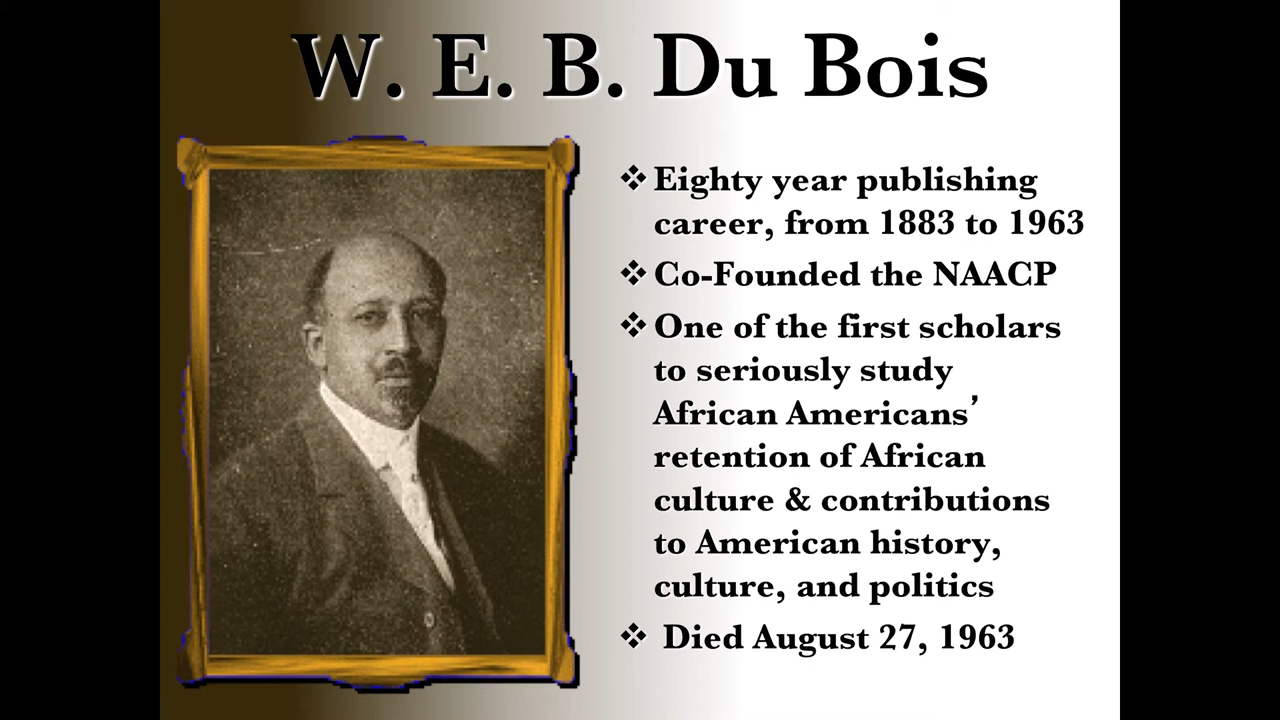 W. E. B. Du Bois
❖ Eighty year publishing
career, from 1883 to 1963
❖ Co-Founded the NAACP
❖ One of the first scholars
to seriously study
African Americans’
retention of African
culture & contributions
to American history,
culture, and politics
❖ Died August 27, 1963